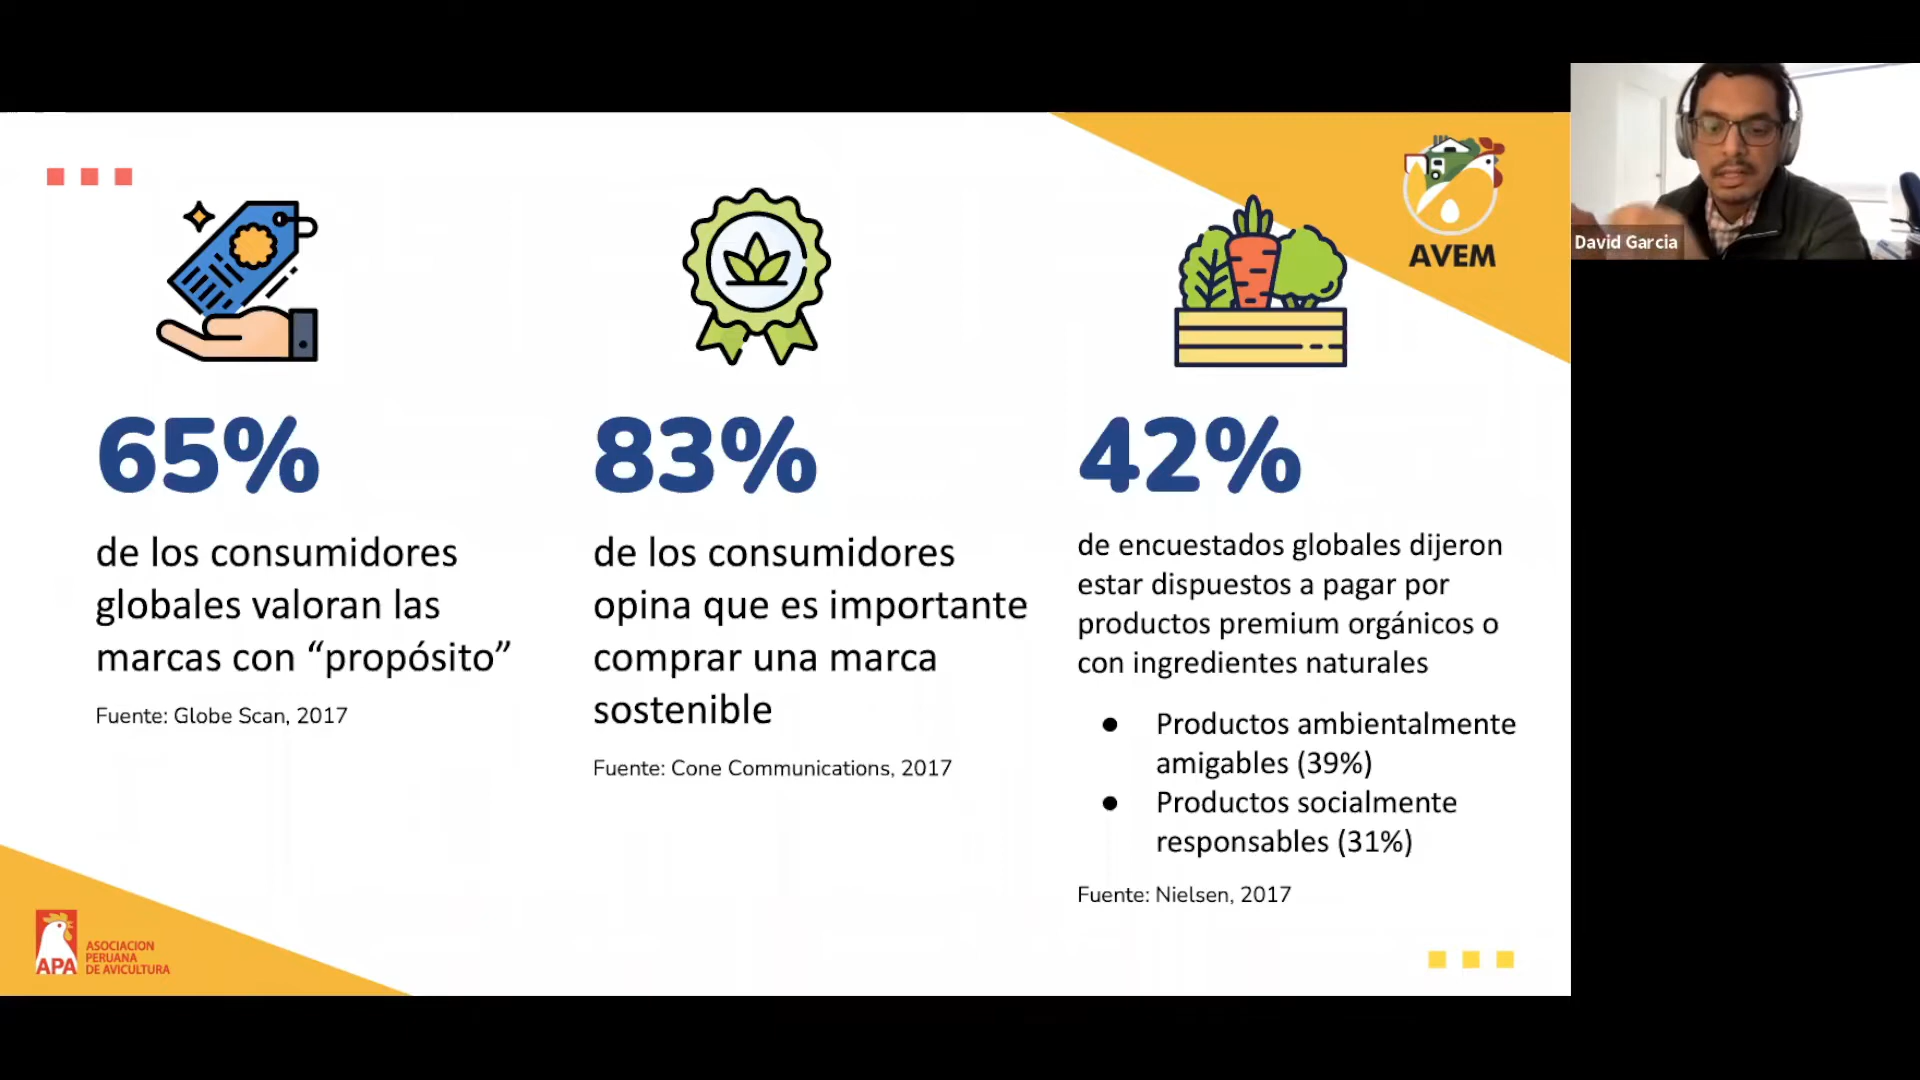 65%
de los consumidores
globales valoran las
marcas con “propósito”
Fuente: Globe Scan, 2017
83%
de los consumidores
opina que es importante
comprar una marca
sostenible
Fuente: Cone Communications, 2017
AVEM
42%
de encuestados globales dijeron
estar dispuestos a pagar por
productos premium orgánicos o
con ingredientes naturales
● Productos ambientalmente
amigables (39%)
● Productos socialmente
responsables (31%)
Fuente: Nielsen, 2017
APA
ASOCIACION
PERUANA
DE AVICULTURA
David Garcia